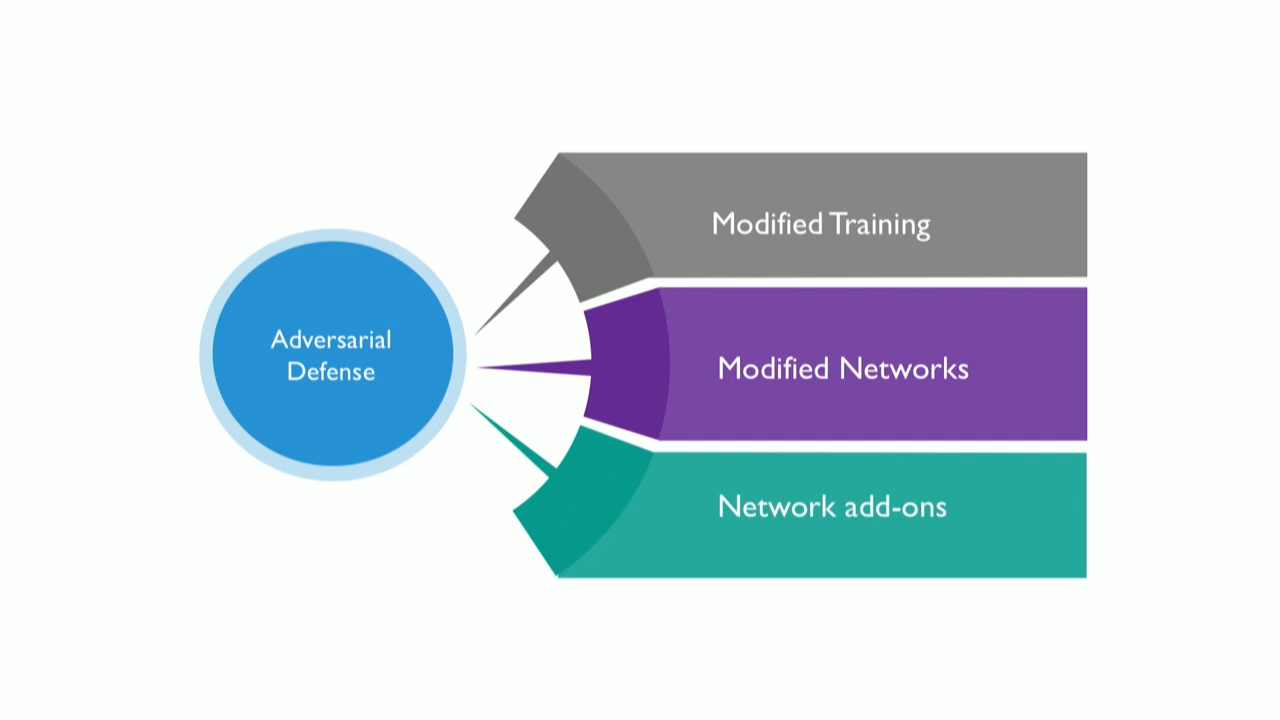 Adversarial
Defense
Modified Training
Modified Networks
Network add-ons